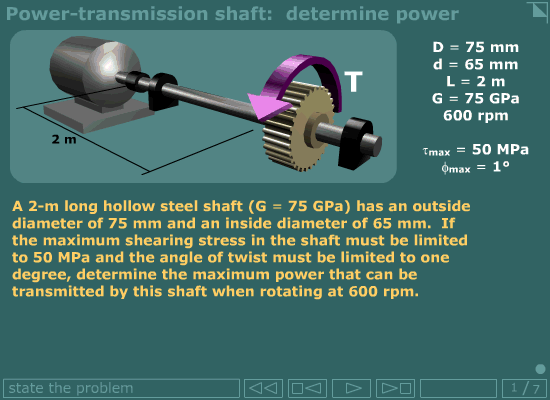 Power-transmission shaft: determine power
D = 75 mm
d = 65 mm
L = 2 m
G = 75 GPa
600 rpm
τmax = 50 MPa
ϕmax = 1°
T
2 m
A 2-m long hollow steel shaft (G = 75 GPa) has an outside
diameter of 75 mm and an inside diameter of 65 mm. If
the maximum shearing stress in the shaft must be limited
to 50 MPa and the angle of twist must be limited to one
degree, determine the maximum power that can be
transmitted by this shaft when rotating at 600 rpm.
state the problem
1 / 7